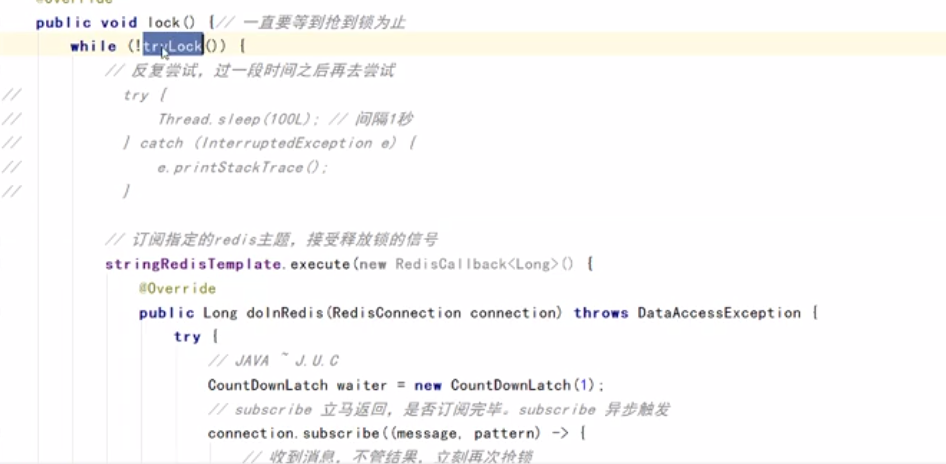 @Override
public void lock() {// 一直要等到抢到锁为止
while (!tryLock()) {
// 反复尝试，过一段时间之后再去尝试
// try {
// Thread.sleep(100L); // 间隔1秒
// } catch (InterruptedException e) {
// e.printStackTrace();
// }
// 订阅指定的redis主题，接受释放锁的信号
stringRedisTemplate.execute(new RedisCallback<Long>() {
@Override
public Long doInRedis(RedisConnection connection) throws DataAccessException {
try {
// JAVA ~ J.U.C
CountDownLatch waiter = new CountDownLatch(1);
// subscribe 立马返回，是否订阅完毕。subscribe 异步触发
connection.subscribe((message, pattern) -> {
// 收到消息，不管结果，立刻再次抢锁